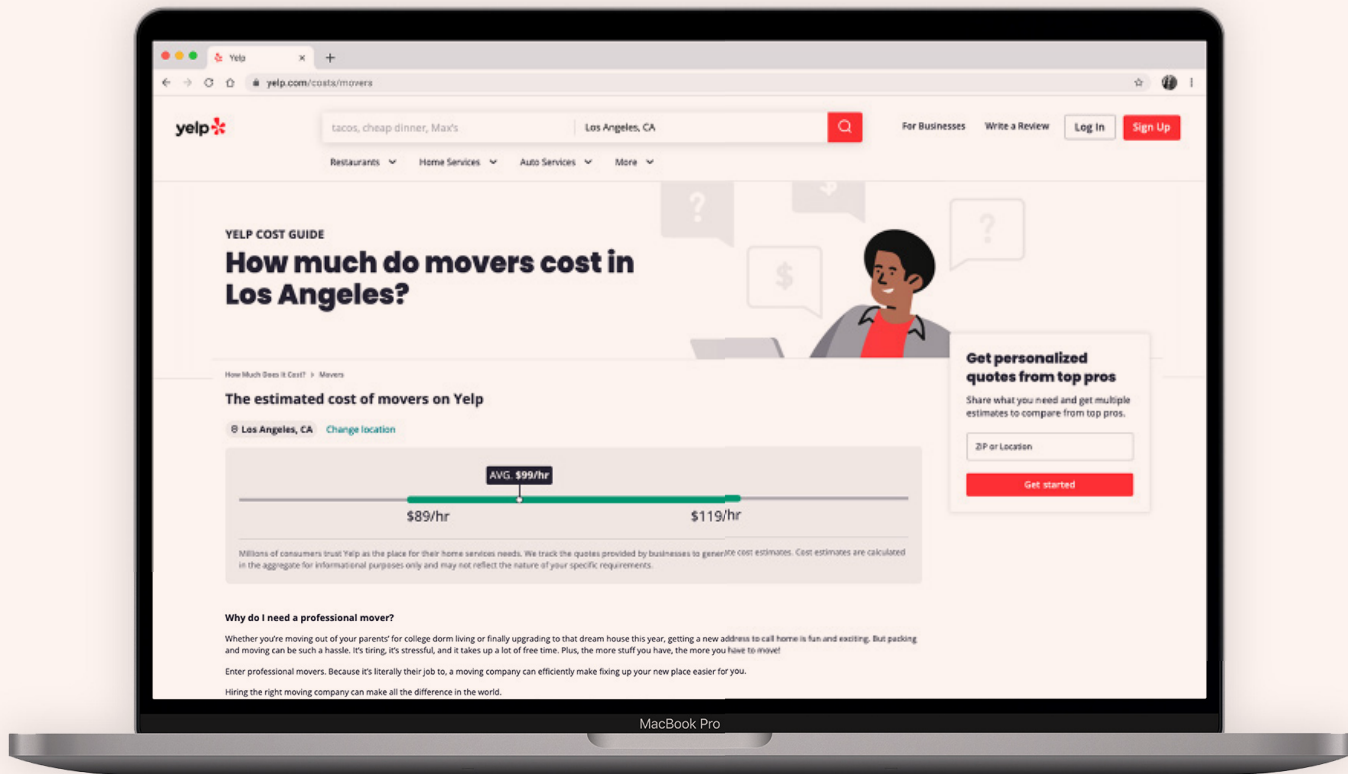 Yelp
yelp.com/costs/movers
yelp
tacos, cheap dinner, Max's
Los Angeles, CA
For Businesses
Write a Review
Log In
Sign Up
Restaurants
Home Services
Auto Services
More
? $
? $
YELP COST GUIDE
How much do movers cost in
Los Angeles?
Get personalized
quotes from top pros
Share what you need and get multiple
estimates to compare from top pros.
ZIP or Location
Get started
How Much Does It Cost? > Movers
The estimated cost of movers on Yelp
Los Angeles, CA Change location
AVG. $99/hr
$89/hr $119/hr
Millions of consumers trust Yelp as the place for their home services needs. We track the quotes provided by businesses to generate cost estimates. Cost estimates are calculated
in the aggregate for informational purposes only and may not reflect the nature of your specific requirements.
Why do I need a professional mover?
Whether you're moving out of your parents' for college dorm living or finally upgrading to that dream house this year, getting a new address to call home is fun and exciting. But packing
and moving can be such a hassle. It's tiring, it's stressful, and it takes up a lot of free time. Plus, the more stuff you have, the more you have to move!
Enter professional movers. Because it's literally their job to, a moving company can efficiently make fixing up your new place easier for you.
Hiring the right moving company can make all the difference in the world.
MacBook Pro